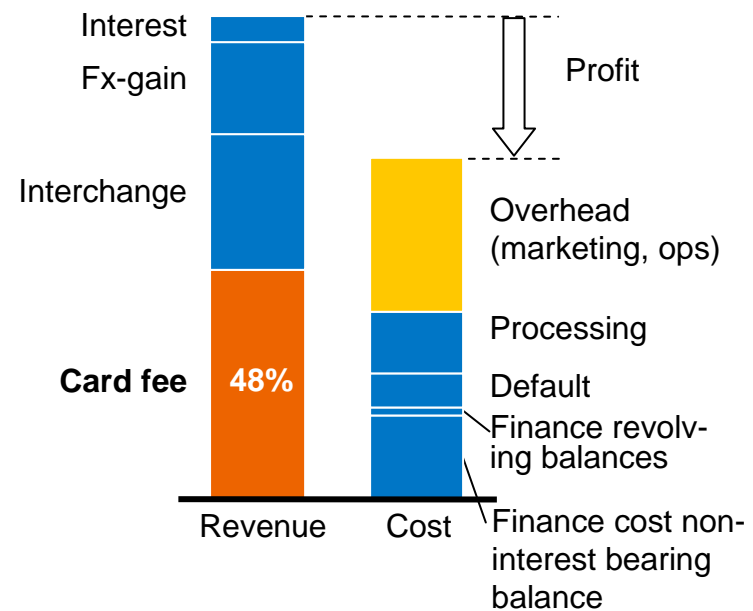 Interest
Fx-gain
Interchange
Card fee
48%
Revenue
Profit
Overhead
(marketing, ops)
Processing
Default
Finance revolv-
ing balances
Cost
Finance cost non-
interest bearing
balance